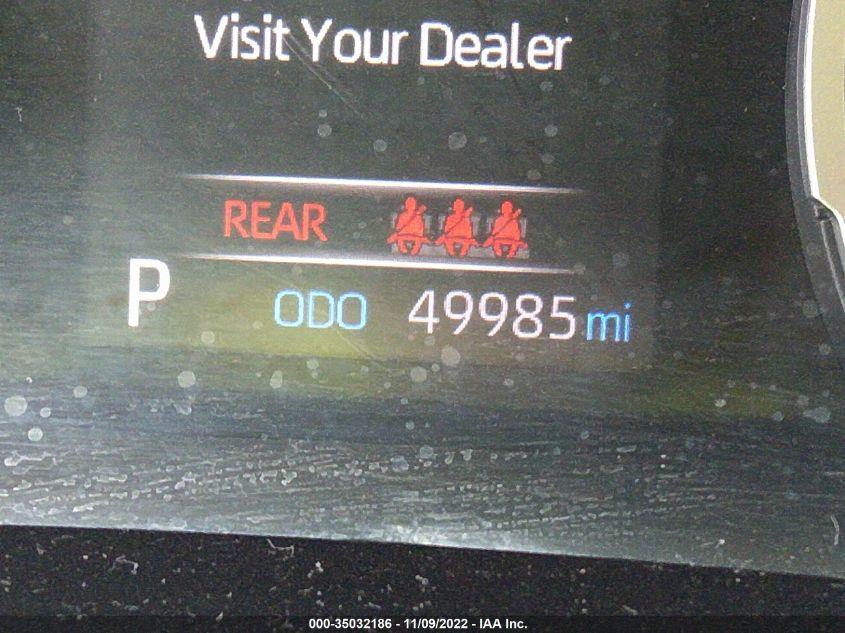 Visit Your Dealer
REAR
P
ODO 49985 mi
000-35032186 - 11/09/2022 - IAA Inc.